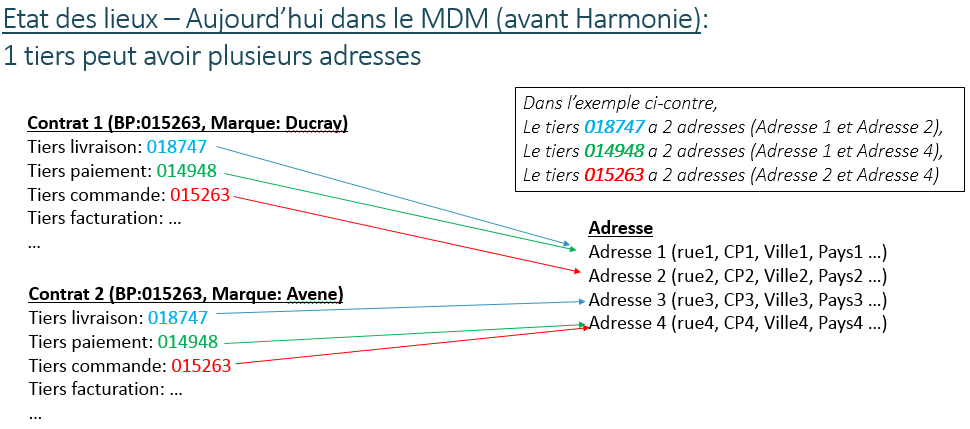 Etat des lieux – Aujourd’hui dans le MDM (avant Harmonie):
1 tiers peut avoir plusieurs adresses
Dans l’exemple ci-contre,
Le tiers 018747 a 2 adresses (Adresse 1 et Adresse 2),
Le tiers 014948 a 2 adresses (Adresse 1 et Adresse 4),
Le tiers 015263 a 2 adresses (Adresse 2 et Adresse 4)
Contrat 1 (BP:015263, Marque: Ducray)
Tiers livraison: 018747
Tiers paiement: 014948
Tiers commande: 015263
Tiers facturation: ...
...
Contrat 2 (BP:015263, Marque: Avene)
Tiers livraison: 018747
Tiers paiement: 014948
Tiers commande: 015263
Tiers facturation: ...
...
Adresse
Adresse 1 (rue1, CP1, Ville1, Pays1 ...)
Adresse 2 (rue2, CP2, Ville2, Pays2 ...)
Adresse 3 (rue3, CP3, Ville3, Pays3 ...)
Adresse 4 (rue4, CP4, Ville4, Pays4 ...)